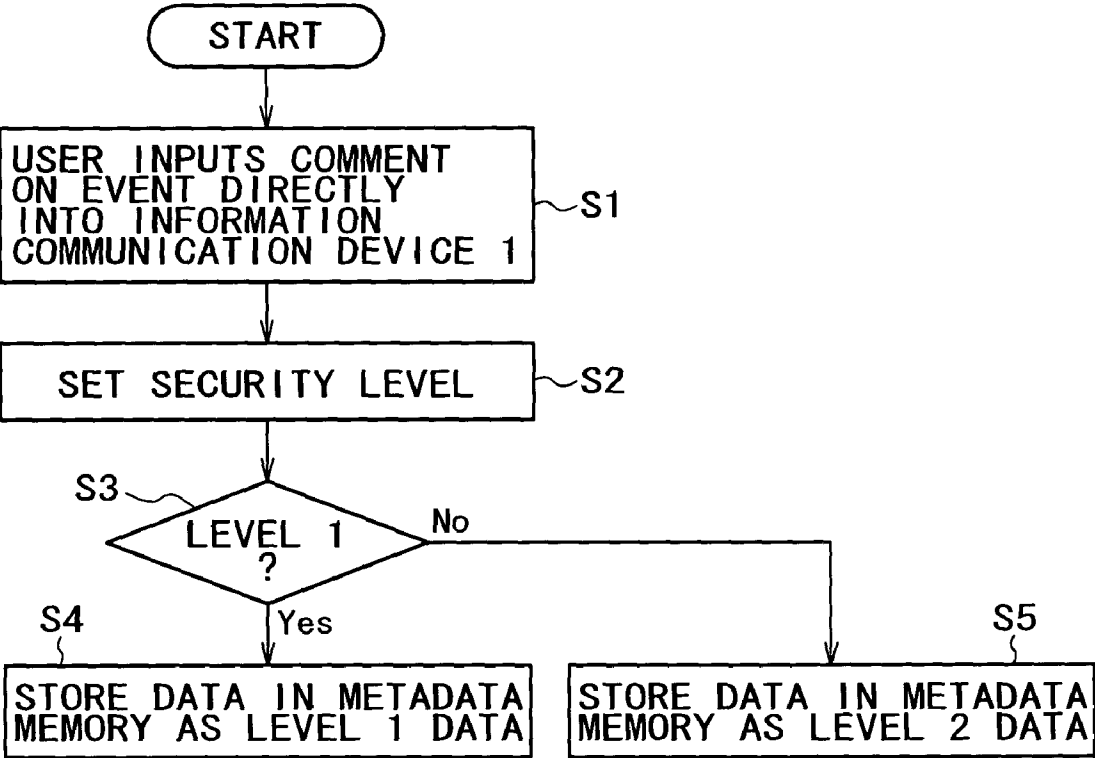 START
USER INPUTS COMMENT
ON EVENT DIRECTLY
INTO INFORMATION
COMMUNICATION DEVICE 1
S1
SET SECURITY LEVEL
S2
S3
LEVEL 1
?
No
Yes
S4
STORE DATA IN METADATA
MEMORY AS LEVEL 1 DATA
S5
STORE DATA IN METADATA
MEMORY AS LEVEL 2 DATA